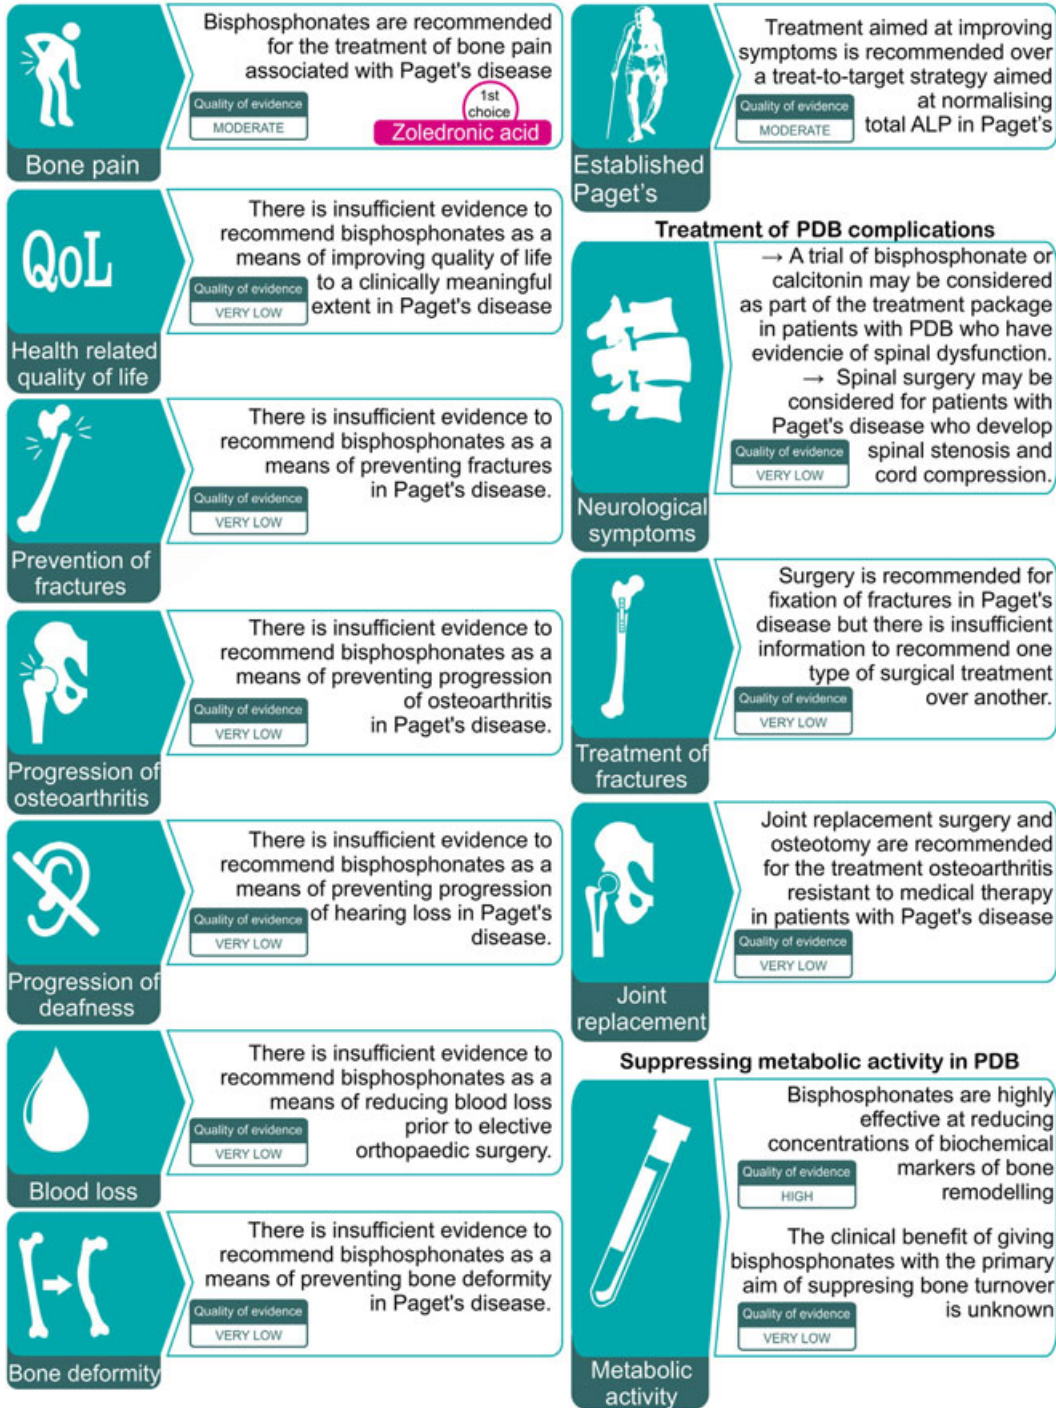 Bisphosphonates are recommended
for the treatment of bone pain
associated with Paget's disease
Quality of evidence
MODERATE
1st
choice
Zoledronic acid
Bone pain
QoL
There is insufficient evidence to
recommend bisphosphonates as a
means of improving quality of life
to a clinically meaningful
extent in Paget's disease
Quality of evidence
VERY LOW
Health related
quality of life
There is insufficient evidence to
recommend bisphosphonates as a
means of preventing fractures
in Paget's disease.
Quality of evidence
VERY LOW
Prevention of
fractures
There is insufficient evidence to
recommend bisphosphonates as a
means of preventing progression
of osteoarthritis
in Paget's disease.
Quality of evidence
VERY LOW
Progression of
osteoarthritis
There is insufficient evidence to
recommend bisphosphonates as a
means of preventing progression
of hearing loss in Paget's
disease.
Quality of evidence
VERY LOW
Progression of
deafness
There is insufficient evidence to
recommend bisphosphonates as a
means of reducing blood loss
prior to elective
orthopaedic surgery.
Quality of evidence
VERY LOW
Blood loss
There is insufficient evidence to
recommend bisphosphonates as a
means of preventing bone deformity
in Paget's disease.
Quality of evidence
VERY LOW
Bone deformity
Treatment aimed at improving
symptoms is recommended over
a treat-to-target strategy aimed
at normalising
total ALP in Paget's
Quality of evidence
MODERATE
Established
Paget's
Treatment of PDB complications
→ A trial of bisphosphonate or
calcitonin may be considered
as part of the treatment package
in patients with PDB who have
evidencie of spinal dysfunction.
→ Spinal surgery may be
considered for patients with
Paget's disease who develop
spinal stenosis and
cord compression.
Quality of evidence
VERY LOW
Neurological
symptoms
Surgery is recommended for
fixation of fractures in Paget's
disease but there is insufficient
information to recommend one
type of surgical treatment
over another.
Quality of evidence
VERY LOW
Treatment of
fractures
Joint replacement surgery and
osteotomy are recommended
for the treatment osteoarthritis
resistant to medical therapy
in patients with Paget's disease
Quality of evidence
VERY LOW
Joint
replacement
Suppressing metabolic activity in PDB
Bisphosphonates are highly
effective at reducing
concentrations of biochemical
markers of bone
remodelling
Quality of evidence
HIGH
The clinical benefit of giving
bisphosphonates with the primary
aim of suppresing bone turnover
is unknown
Quality of evidence
VERY LOW
Metabolic
activity